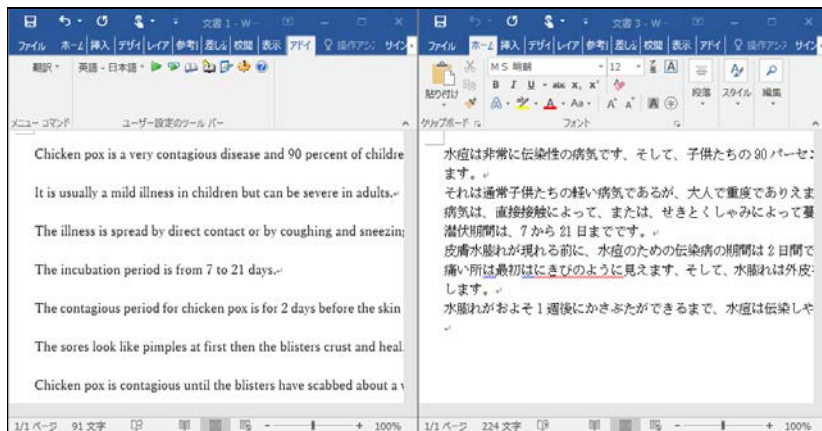 文書 1 - W…
ファイル ホーム 挿入 デザイ レイア 参考 差し込 校閲 表示 アドイ 操作アシ サイン
翻訳 英語 - 日本語
メニュー コマンド ユーザー設定のツール バー
Chicken pox is a very contagious disease and 90 percent of childre
It is usually a mild illness in children but can be severe in adults.
The illness is spread by direct contact or by coughing and sneezing
The incubation period is from 7 to 21 days.
The contagious period for chicken pox is for 2 days before the skin
The sores look like pimples at first then the blisters crust and heal.
Chicken pox is contagious until the blisters have scabbed about a
1/1 ページ 91 文字 100%
文書 3 - W…
ファイル ホーム 挿入 デザイ レイア 参考 差し込 校閲 表示 アドイ 操作アシ サイン
MS 明朝 12
貼り付け B I U abc x₂ x² 段落 スタイル 編集
A Aa A A A
クリップボード フォント
水痘は非常に伝染性の病気です、そして、子供たちの 90 パーセン
ます。
それは通常子供たちの軽い病気であるが、大人で重度でありえま
病気は、直接接触によって、または、せきとくしゃみによって蔓
潜伏期間は、7 から 21 日までです。
皮膚水膨れが現れる前に、水痘のための伝染病の期間は 2 日間で
痛い所は最初はにきびのように見えます、そして、水膨れは外皮
します。
水膨れがおよそ 1 週後にかさぶたができるまで、水痘は伝染しや
1/1 ページ 224 文字 100%